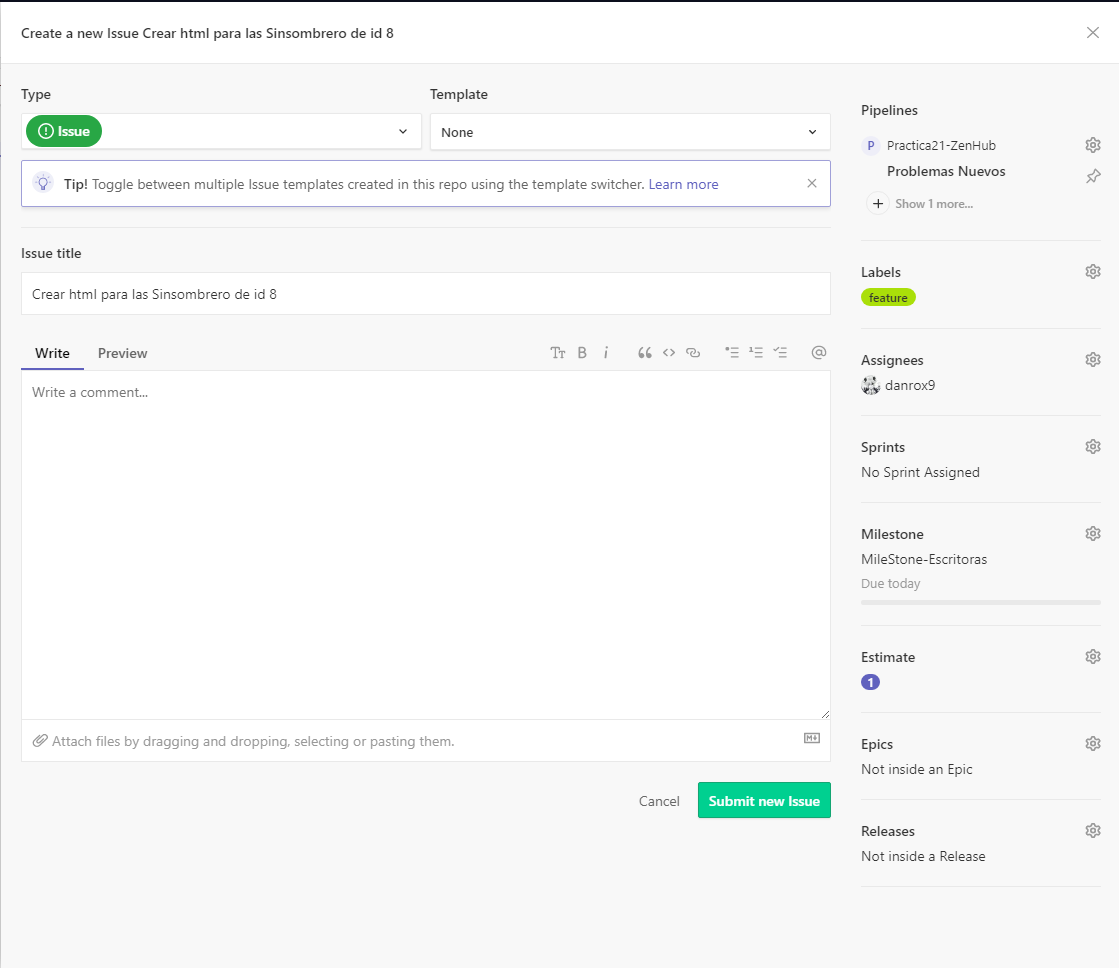 Create a new Issue Crear html para las Sinsombrero de id 8
Type
Issue
Template
None
Tip! Toggle between multiple Issue templates created in this repo using the template switcher. Learn more
Issue title
Crear html para las Sinsombrero de id 8
Write Preview
Write a comment...
Attach files by dragging and dropping, selecting or pasting them.
Cancel Submit new Issue
Pipelines
P Practica21-ZenHub
Problemas Nuevos
Show 1 more...
Labels
feature
Assignees
danrox9
Sprints
No Sprint Assigned
Milestone
MileStone-Escritoras
Due today
Estimate
1
Epics
Not inside an Epic
Releases
Not inside a Release